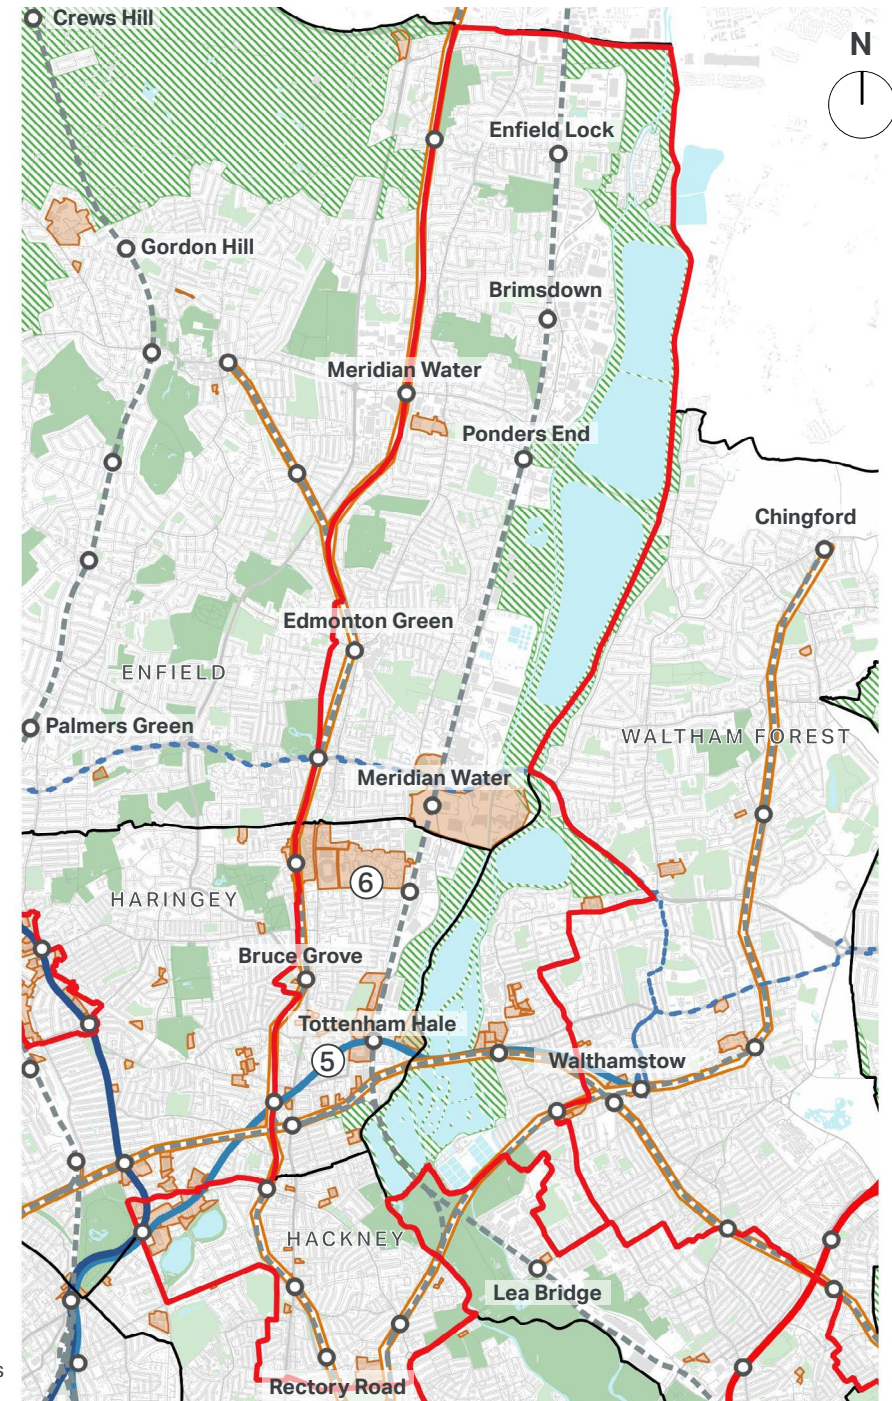 Crews Hill
N
Enfield Lock
Gordon Hill
Brimsdown
Meridian Water
Ponders End
Chingford
Edmonton Green
ENFIELD
Palmers Green
WALTHAM FOREST
Meridian Water
6
HARINGEY
Bruce Grove
Tottenham Hale
5
Walthamstow
HACKNEY
Lea Bridge
Rectory Road
s